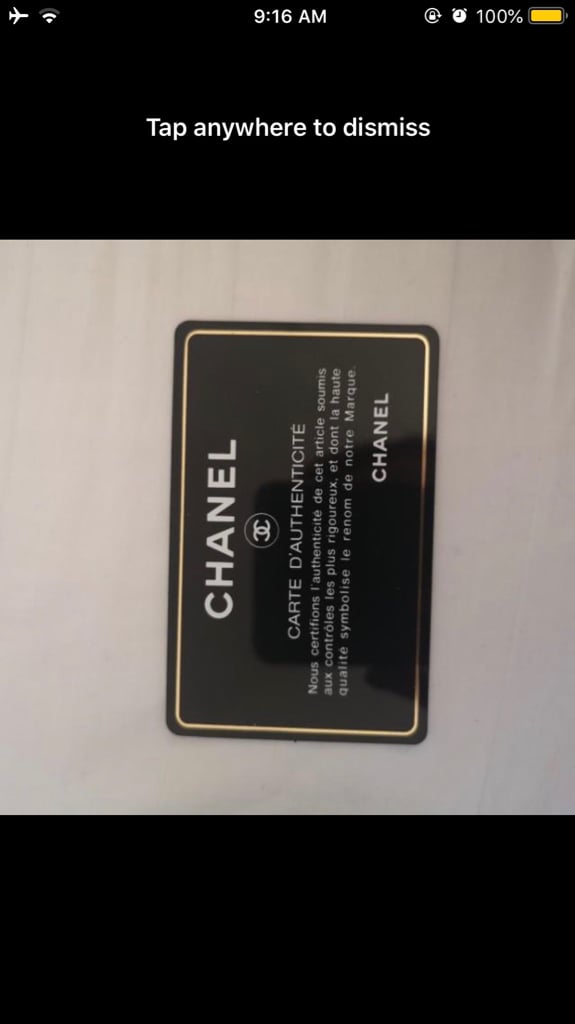 9:16 AM
100%
Tap anywhere to dismiss
CHANEL
CARTE D'AUTHENTICITÉ
Nous certifions l'authenticité de cet article soumis
aux contrôles les plus rigoureux, et dont la haute
qualité symbolise le renom de notre Marque.
CHANEL